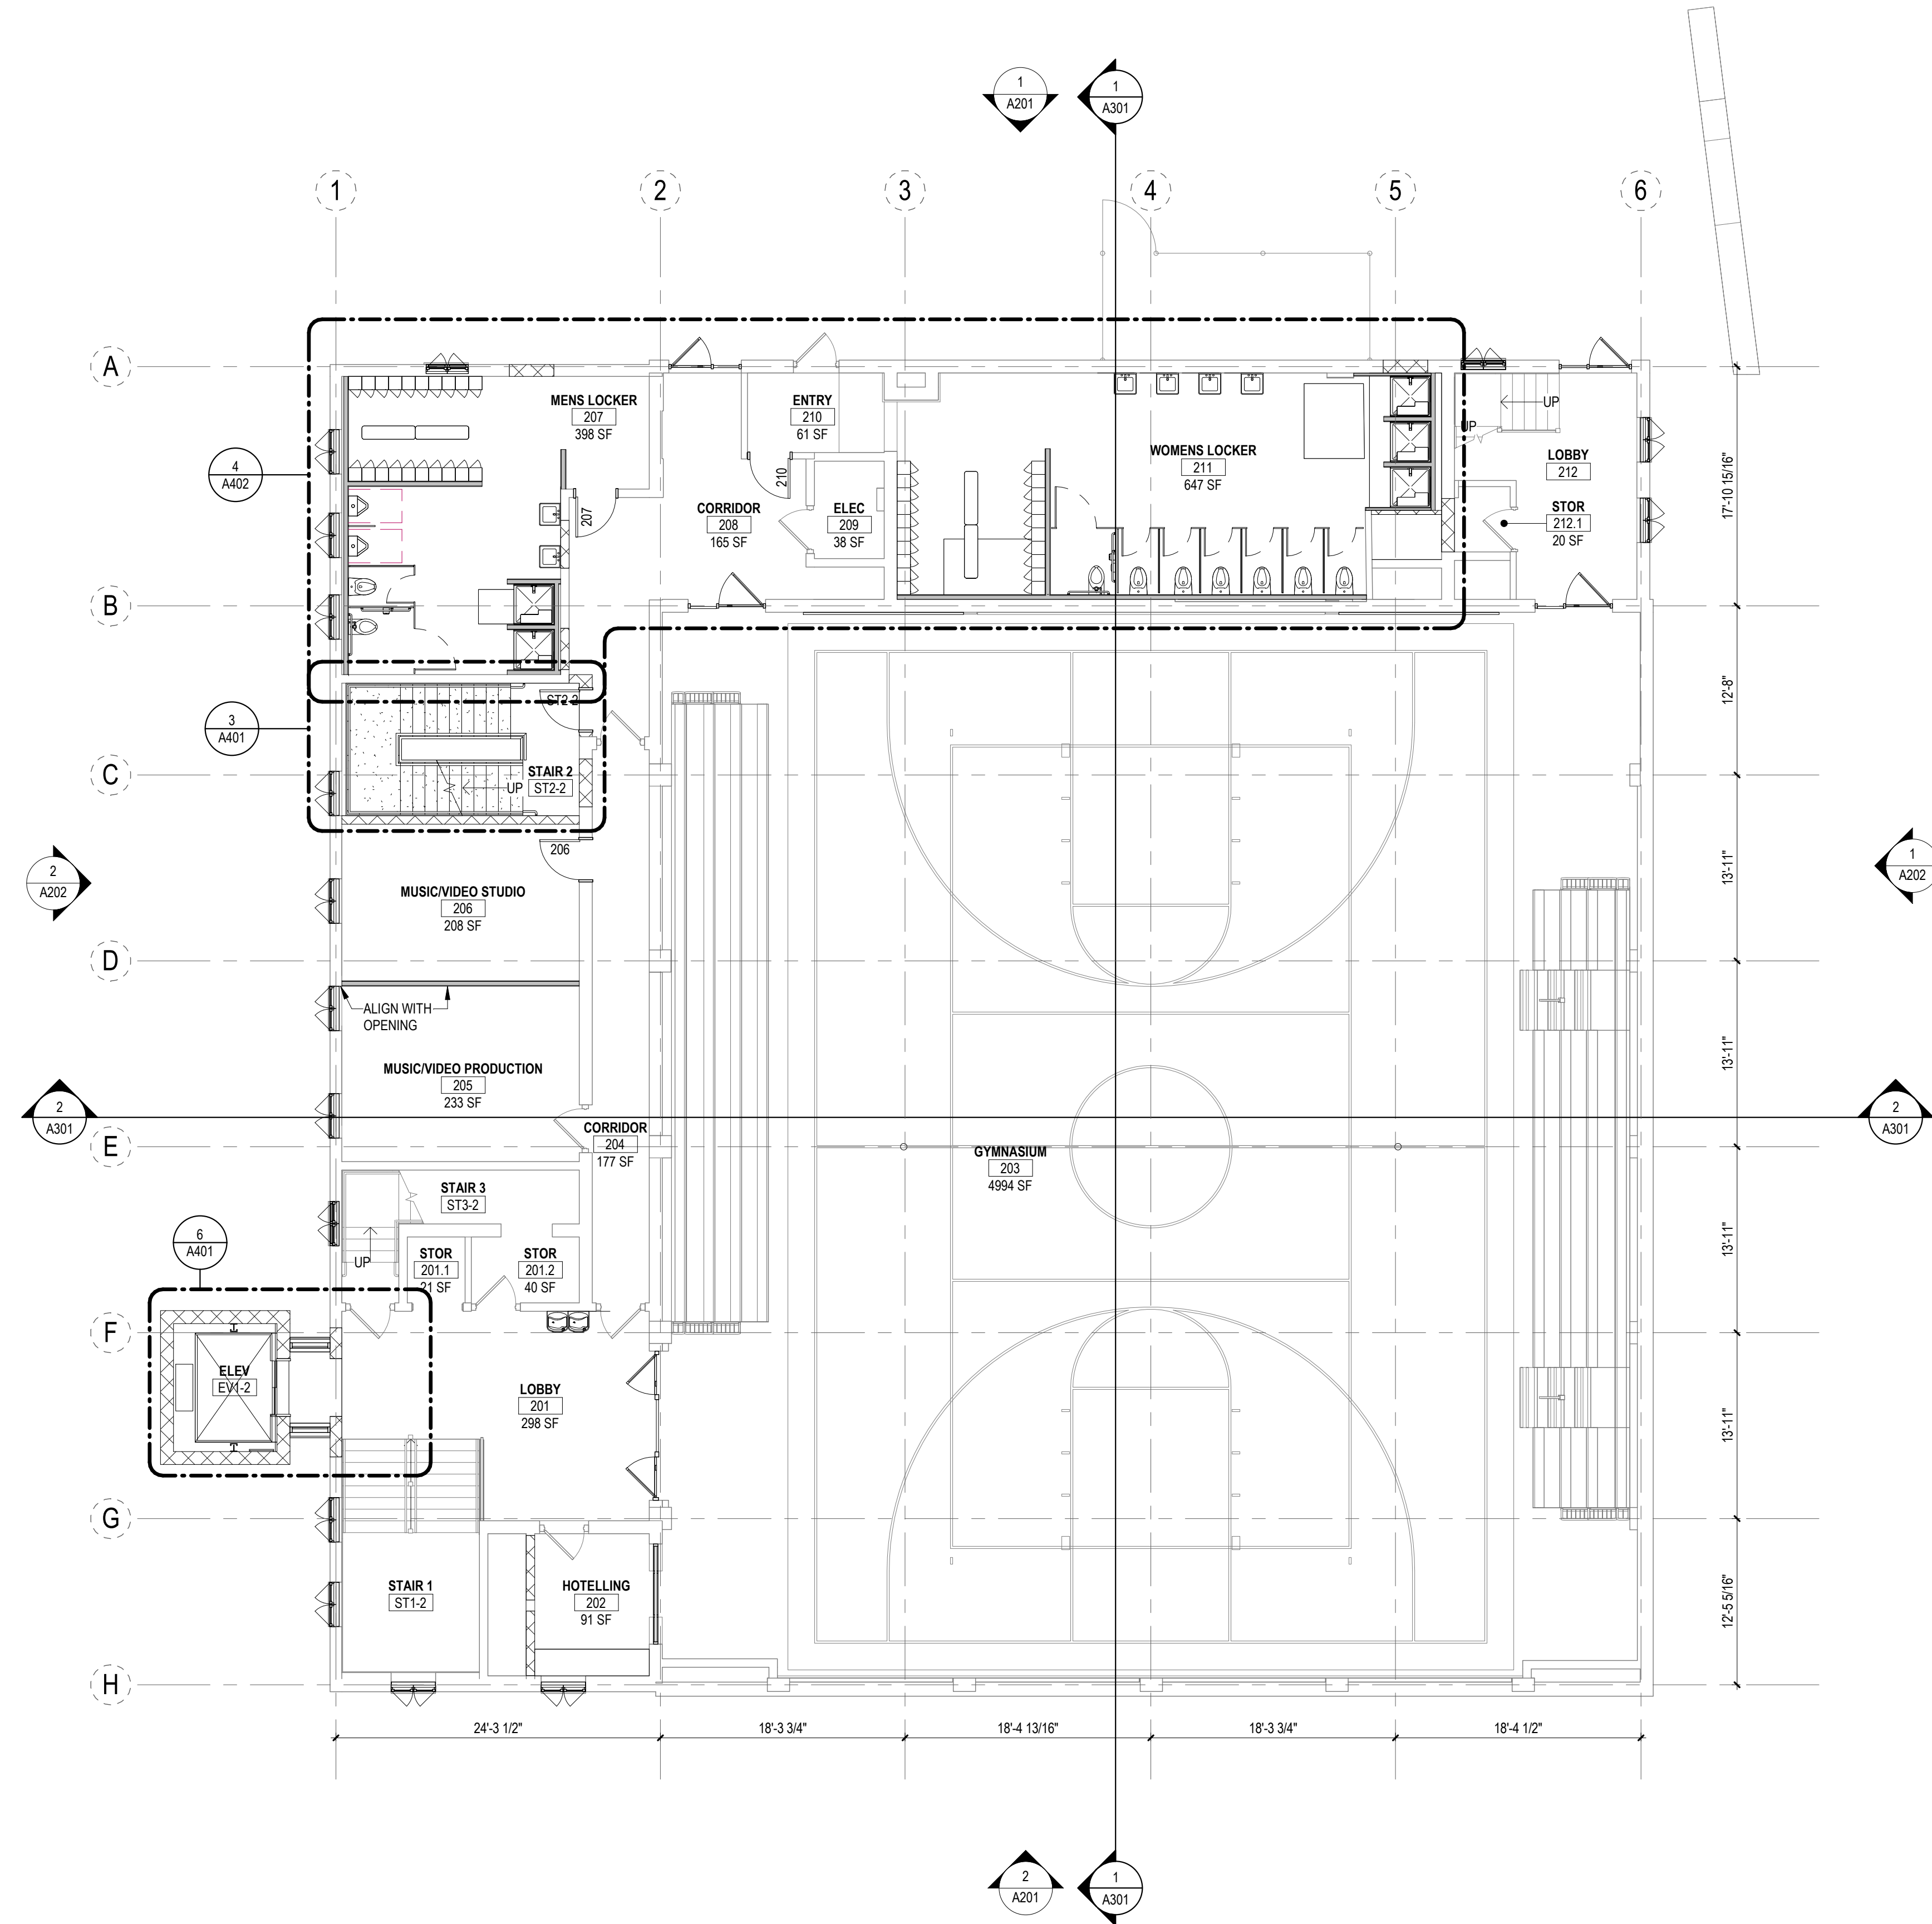 1
A201
1
A301
1
2
3
4
5
6
A
MENS LOCKER
207
398 SF
ENTRY
210
61 SF
UP
UP
4
A402
WOMENS LOCKER
211
647 SF
LOBBY
212
210
207
CORRIDOR
208
165 SF
ELEC
209
38 SF
STOR
212.1
20 SF
17'-10 15/16"
B
12'-8"
ST2-2
3
A401
C
STAIR 2
ST2-2
UP
206
2
A202
1
A202
13'-11"
MUSIC/VIDEO STUDIO
206
208 SF
D
ALIGN WITH
OPENING
13'-11"
MUSIC/VIDEO PRODUCTION
205
233 SF
2
A301
2
A301
CORRIDOR
204
177 SF
E
GYMNASIUM
203
4994 SF
STAIR 3
ST3-2
6
A401
13'-11"
UP
STOR
201.1
21 SF
STOR
201.2
40 SF
F
ELEV
EV1-2
LOBBY
201
298 SF
13'-11"
G
STAIR 1
ST1-2
HOTELLING
202
91 SF
12'-5 5/16"
H
24'-3 1/2"
18'-3 3/4"
18'-4 13/16"
18'-3 3/4"
18'-4 1/2"
2
A201
1
A301